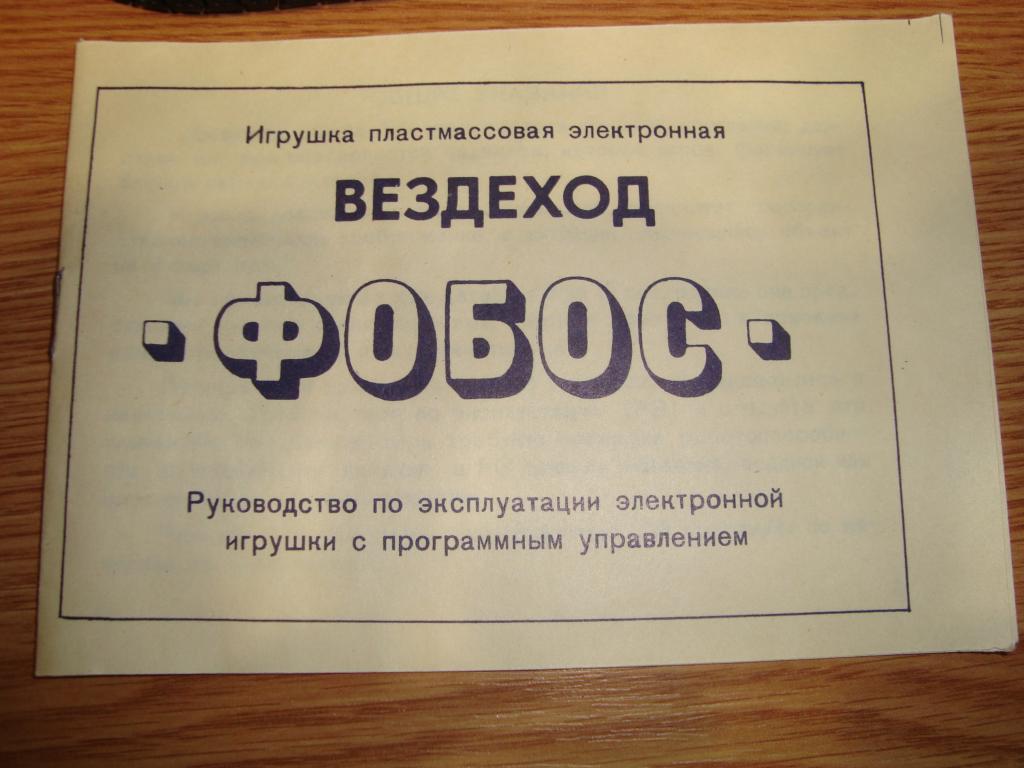 Игрушка пластмассовая электронная
ВЕЗДЕХОД
·ФОБОС·
Руководство по эксплуатации электронной
игрушки с программным управлением